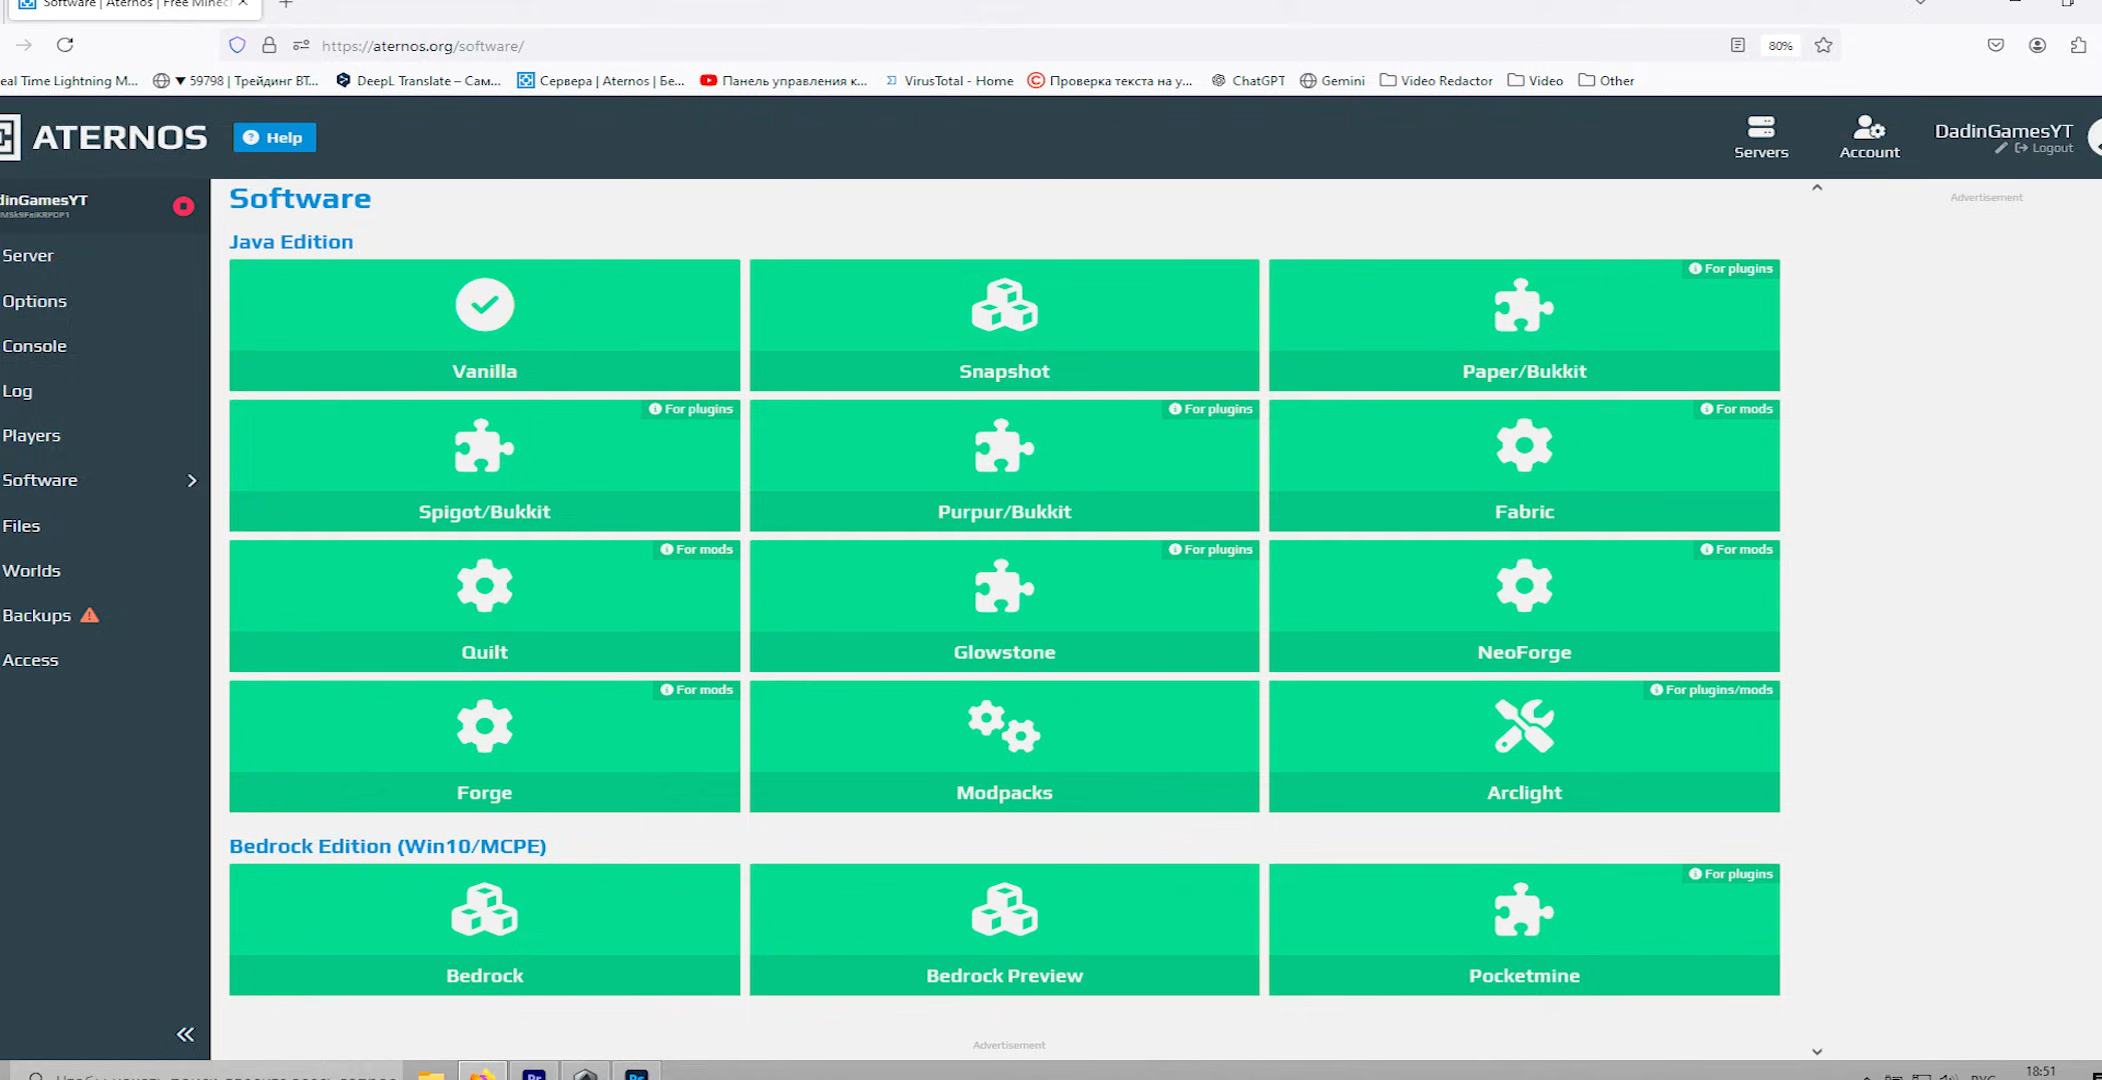 Software | Aternos | Free Minec
https://aternos.org/software/
80%
eal Time Lightning M...
▼ 59798 | Трейдинг BT...
DeepL Translate – Сам...
Сервера | Aternos | Бе...
Панель управления к...
VirusTotal - Home
Проверка текста на у...
ChatGPT
Gemini
Video Redactor
Video
Other
ATERNOS
Help
Servers
Account
DadinGamesYT
Logout
dinGamesYT
Server
Options
Console
Log
Players
Software
Files
Worlds
Backups
Access
Software
Advertisement
Java Edition
Vanilla
Snapshot
For plugins
Paper/Bukkit
For plugins
Spigot/Bukkit
For plugins
Purpur/Bukkit
For mods
Fabric
For mods
Quilt
For plugins
Glowstone
For mods
NeoForge
For mods
Forge
Modpacks
For plugins/mods
Arclight
Bedrock Edition (Win10/MCPE)
Bedrock
Bedrock Preview
For plugins
Pocketmine
Advertisement
18:51